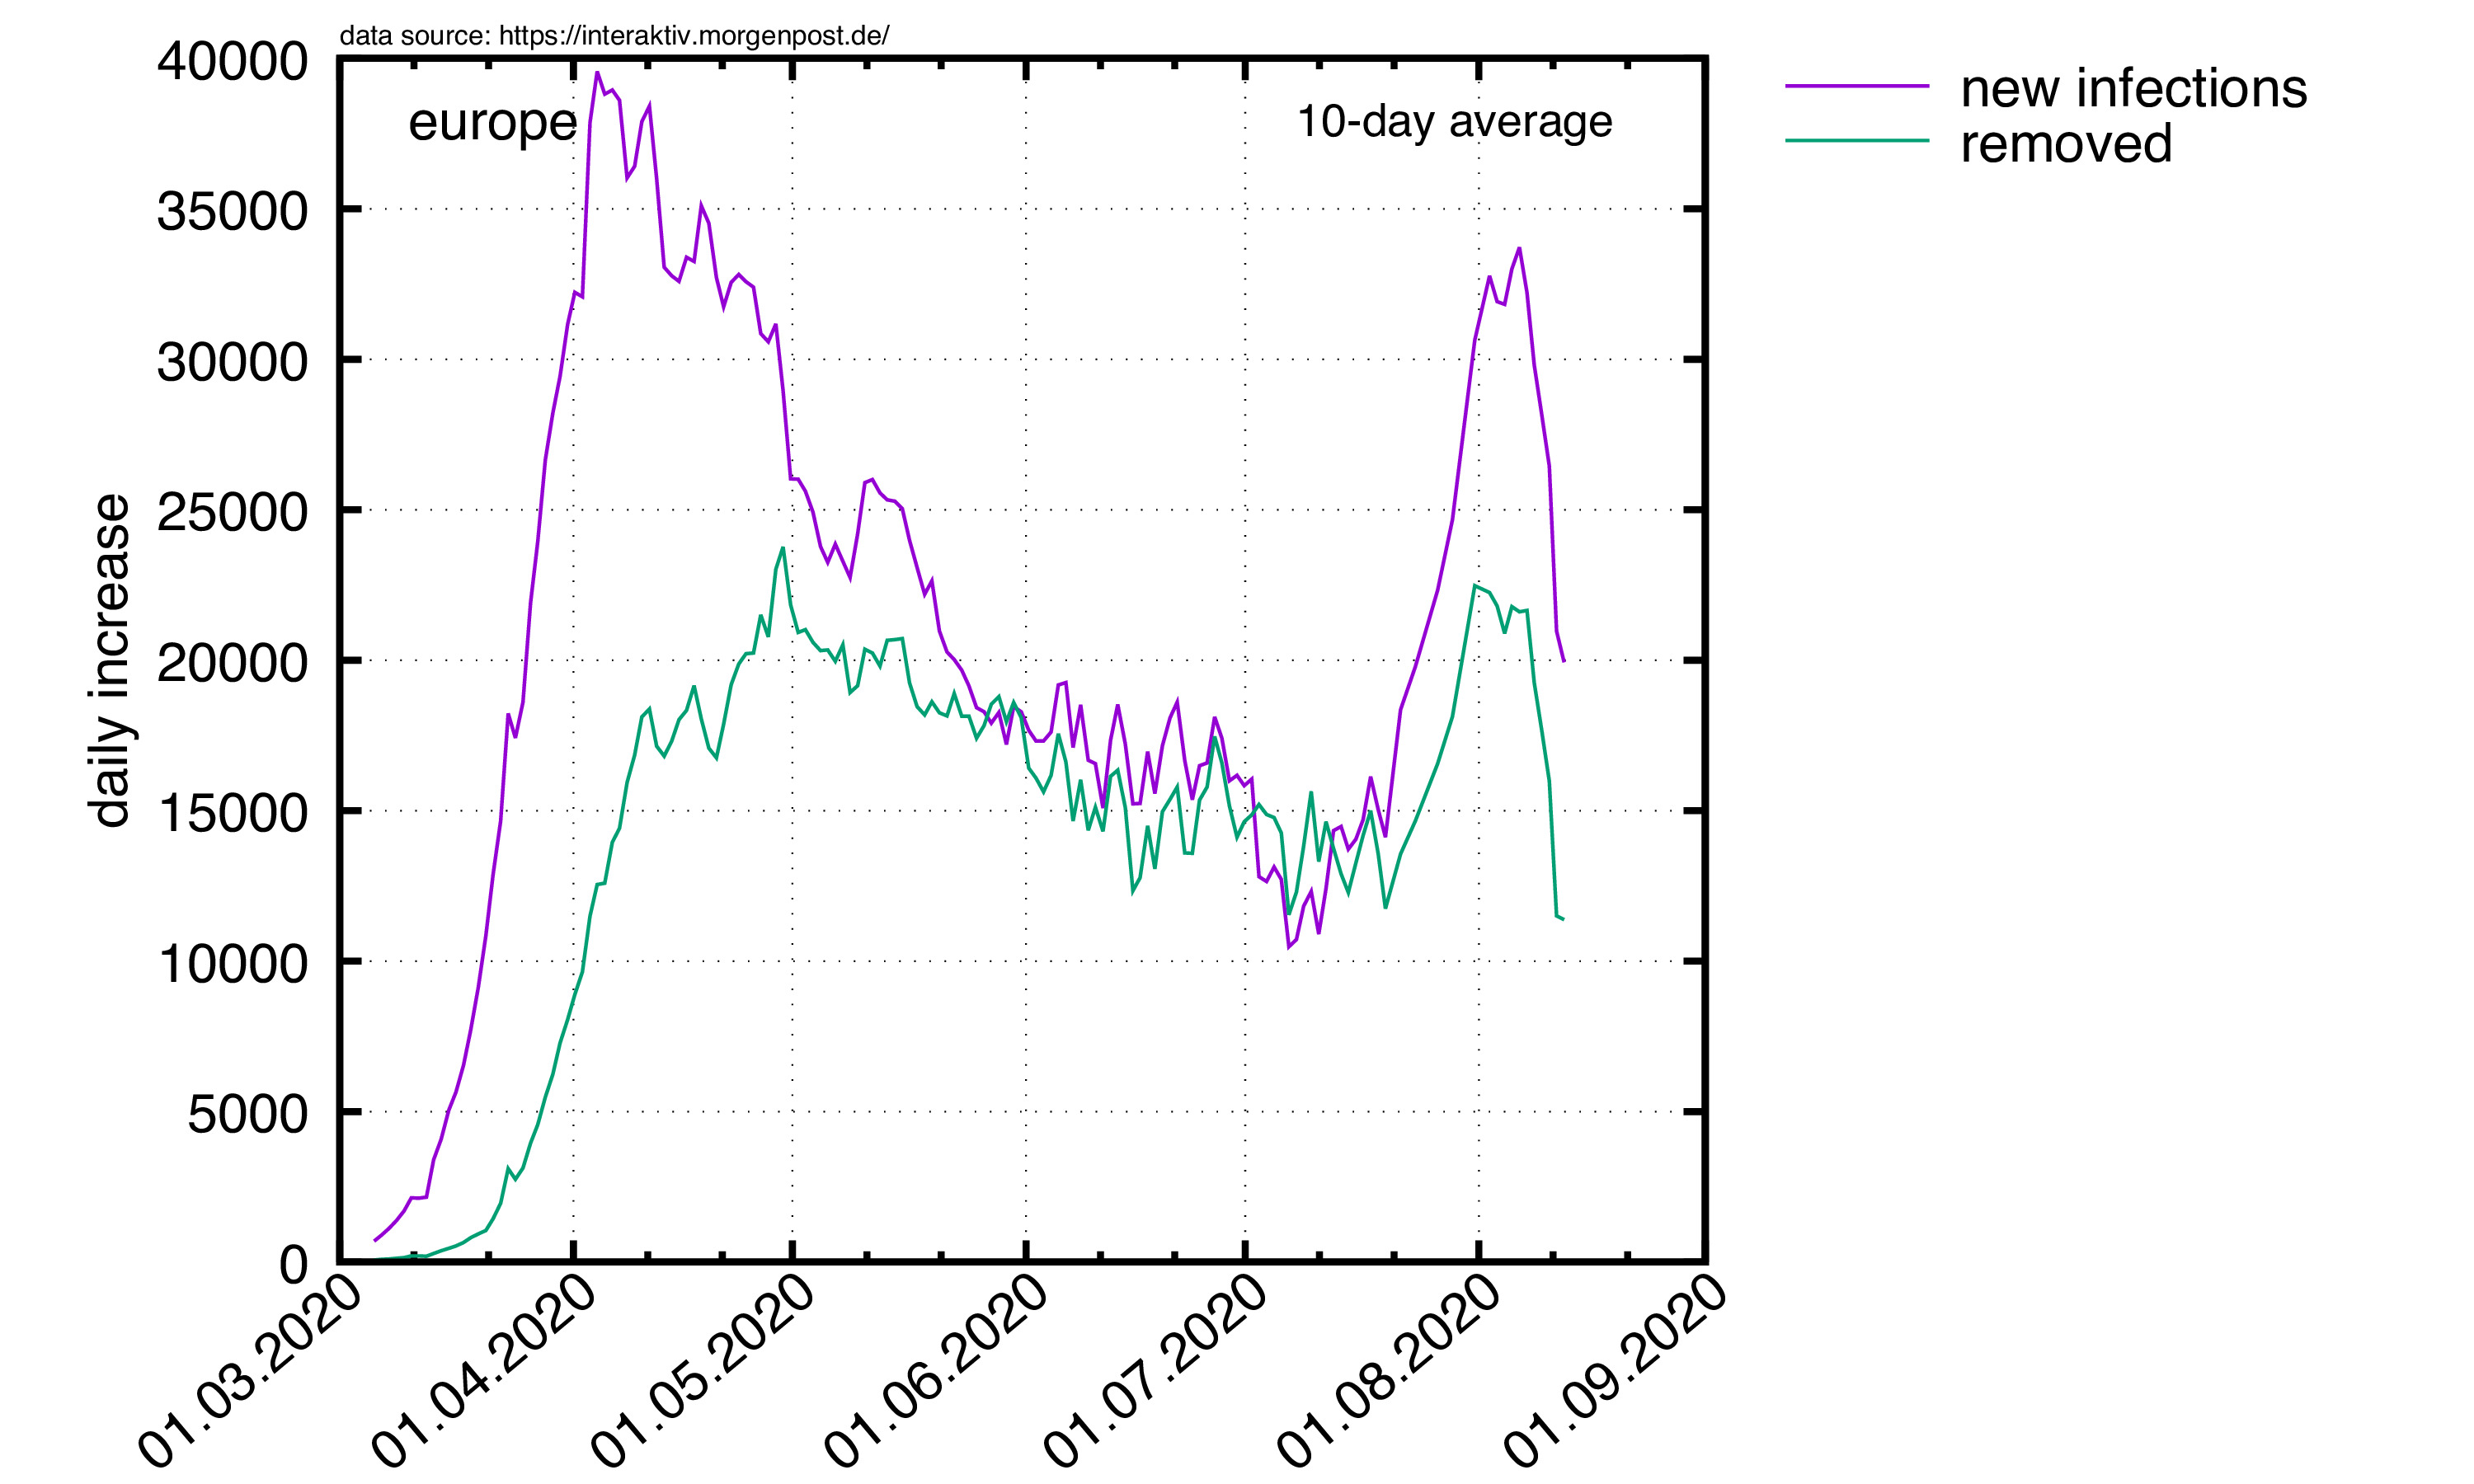 data source: https://interaktiv.morgenpost.de/
europe
10-day average
new infections
removed
daily increase
40000
35000
30000
25000
20000
15000
10000
5000
0
01.03.2020
01.04.2020
01.05.2020
01.06.2020
01.07.2020
01.08.2020
01.09.2020